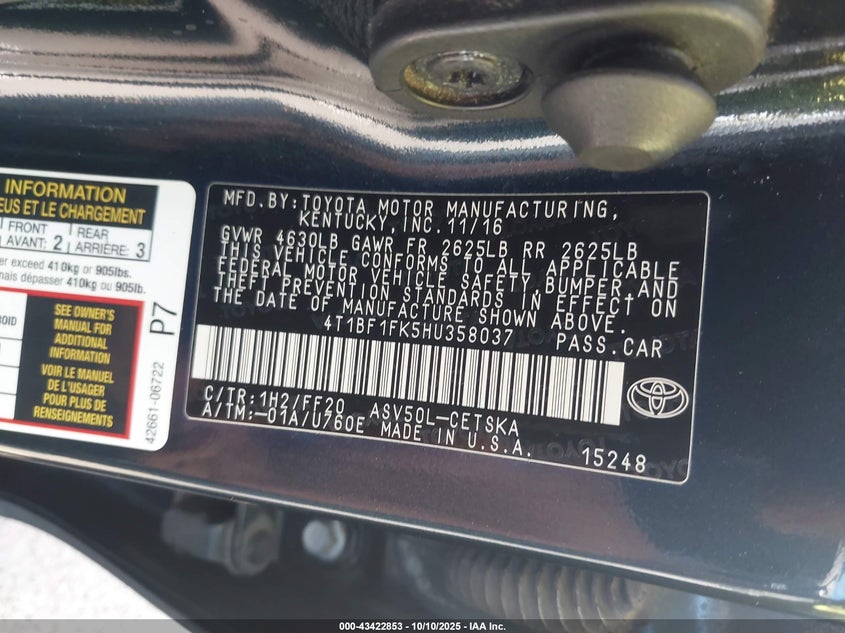 INFORMATION
EUS ET LE CHARGEMENT
FRONT
AVANT: 2
REAR
ARRIÈRE: 3
er exceed 410kg or 905lbs.
mais dépasser 410kg ou 905lb.
ROID
SEE OWNER'S
MANUAL FOR
ADDITIONAL
INFORMATION
VOIR LE MANUEL
DE L'USAGER
POUR PLUS DE
RENSEIGNEMENTS
P7
42661-06722
MFD.BY:TOYOTA MOTOR MANUFACTURING,
KENTUCKY,INC.11/16
GVWR 4630LB GAWR FR 2625LB RR 2625LB
THIS VEHICLE CONFORMS TO ALL APPLICABLE
FEDERAL MOTOR VEHICLE SAFETY,BUMPER,AND
THEFT PREVENTION STANDARDS IN EFFECT ON
THE DATE OF MANUFACTURE SHOWN ABOVE.
4T1BF1FK5HU358037 PASS.CAR
C/TR:1H2/FF20 ASV50L-CETSKA
A/TM:-01A/U760E MADE IN U.S.A. 15248
TOYOTA
000-43422853 - 10/10/2025 - IAA Inc.